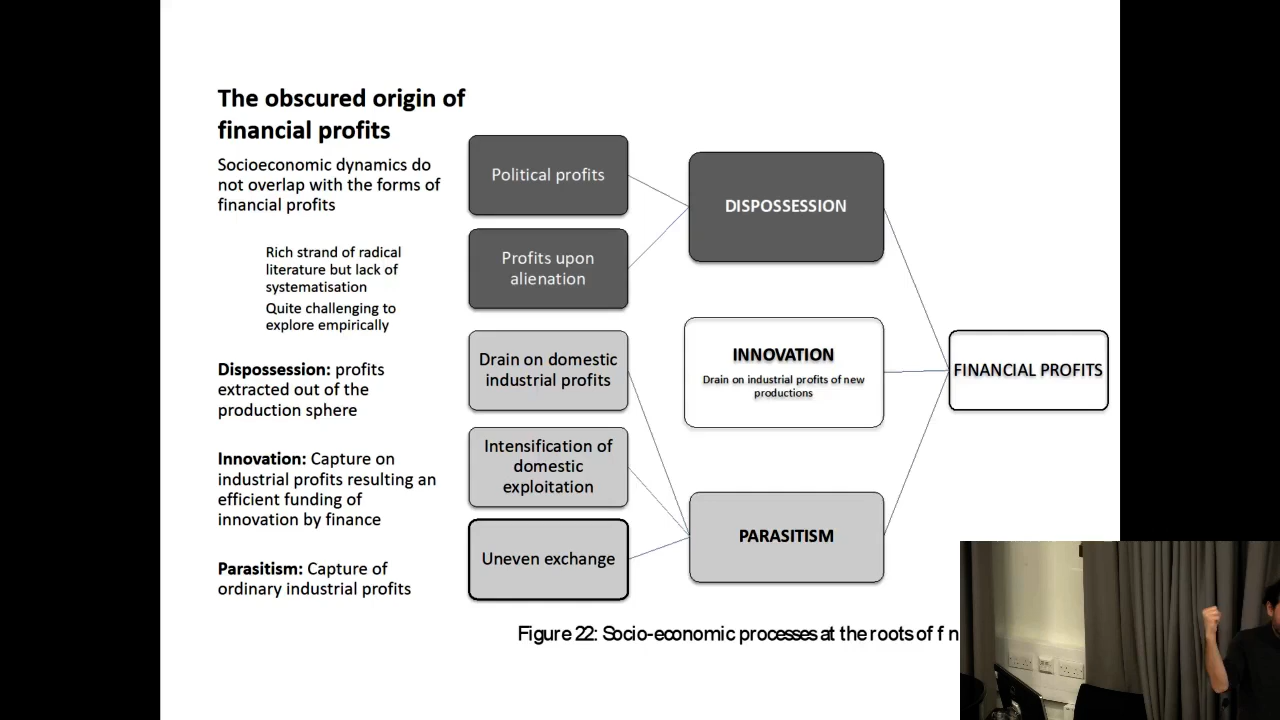 The obscured origin of
financial profits
Socioeconomic dynamics do
not overlap with the forms of
financial profits
Rich strand of radical
literature but lack of
systematisation
Quite challenging to
explore empirically
Dispossession: profits
extracted out of the
production sphere
Innovation: Capture on
industrial profits resulting an
efficient funding of
innovation by finance
Parasitism: Capture of
ordinary industrial profits
Political profits
Profits upon
alienation
Drain on domestic
industrial profits
Intensification of
domestic
exploitation
Uneven exchange
DISPOSSESSION
INNOVATION
Drain on industrial profits of new
productions
PARASITISM
FINANCIAL PROFITS
Figure 22: Socio-economic processes at the roots of